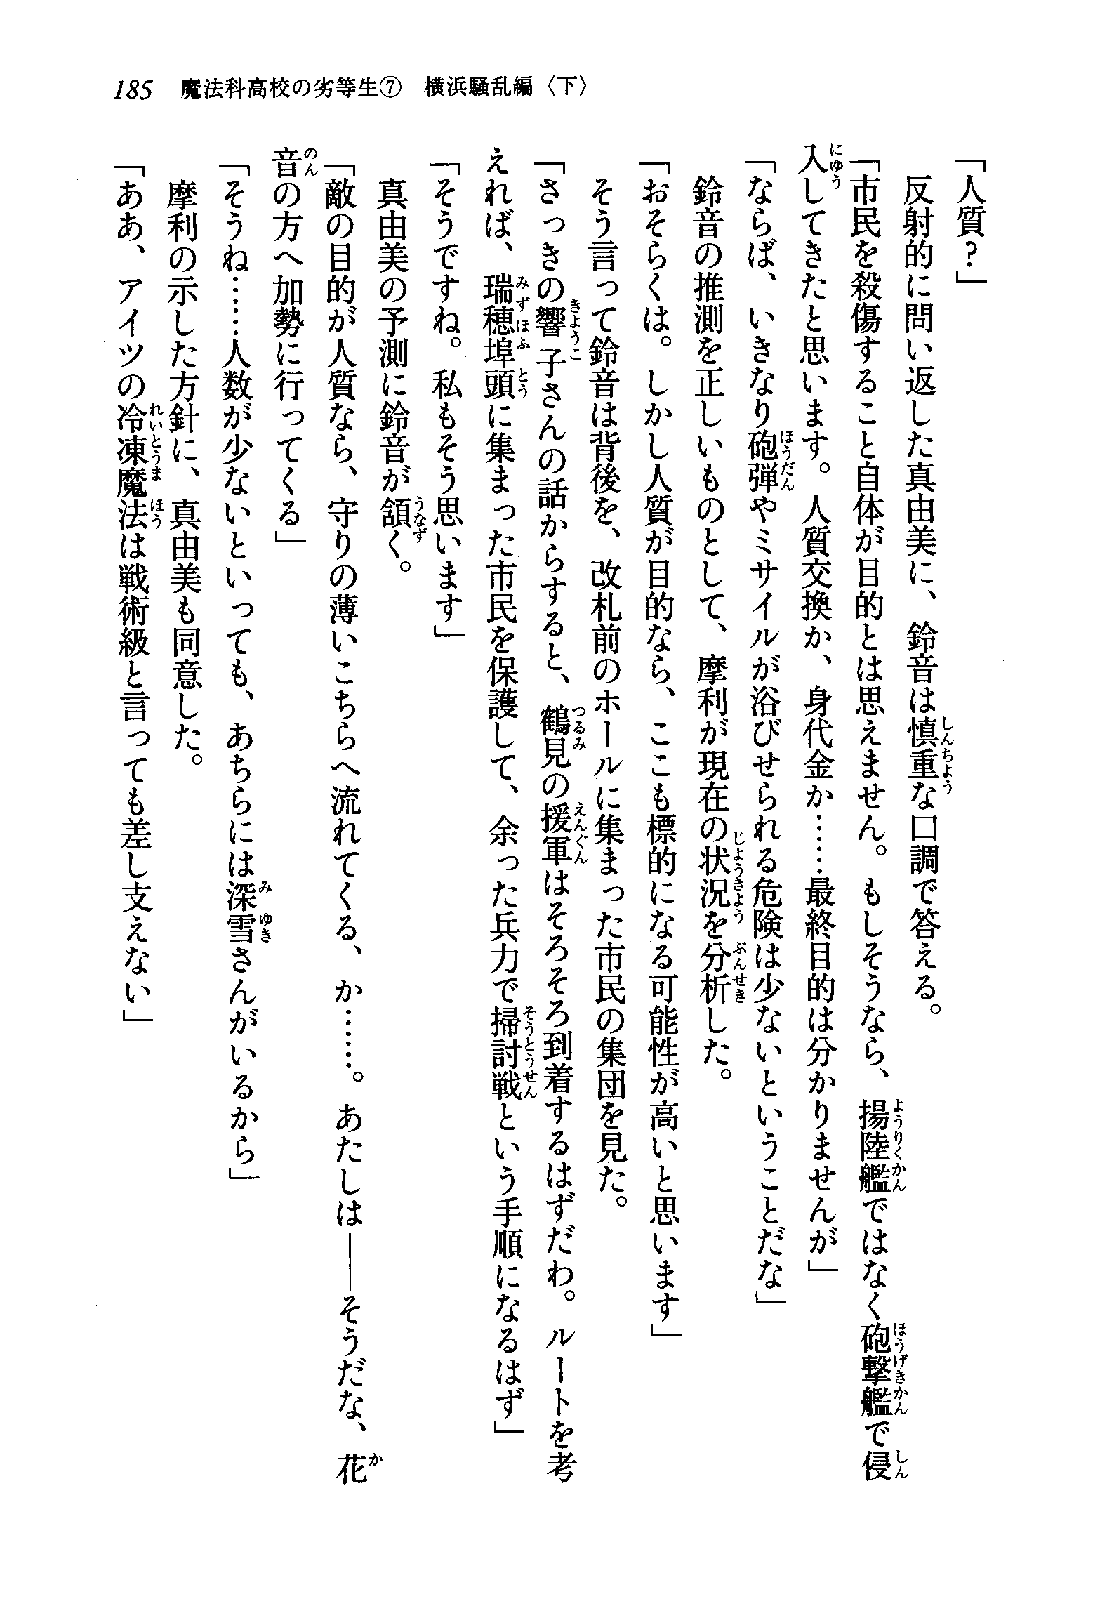 185 魔法科高校の劣等生⑦ 横浜騒乱編〈下〉
「人質？」
反射的に問い返した真由美に、鈴音は慎重な口調で答える。
「市民を殺傷すること自体が目的とは思えません。もしそうなら、揚陸艦ではなく砲撃艦で侵
入してきたと思います。人質交換か、身代金か……最終目的は分かりませんが」
「ならば、いきなり砲弾やミサイルが浴びせられる危険は少ないということだな」
鈴音の推測を正しいものとして、摩利が現在の状況を分析した。
「おそらくは。しかし人質が目的なら、ここも標的になる可能性が高いと思います」
そう言って鈴音は背後を、改札前のホールに集まった市民の集団を見た。
「さっきの響子さんの話からすると、鶴見の援軍はそろそろ到着するはずだわ。ルートを考
えれば、瑞穂埠頭に集まった市民を保護して、余った兵力で掃討戦という手順になるはず」
「そうですね。私もそう思います」
真由美の予測に鈴音が頷く。
「敵の目的が人質なら、守りの薄いこちらへ流れてくる、か……。あたしは――そうだな、花
音の方へ加勢に行ってくる」
「そうね……人数が少ないといっても、あちらには深雪さんがいるから」
摩利の示した方針に、真由美も同意した。
「ああ、アイツの冷凍魔法は戦術級と言っても差し支えない」